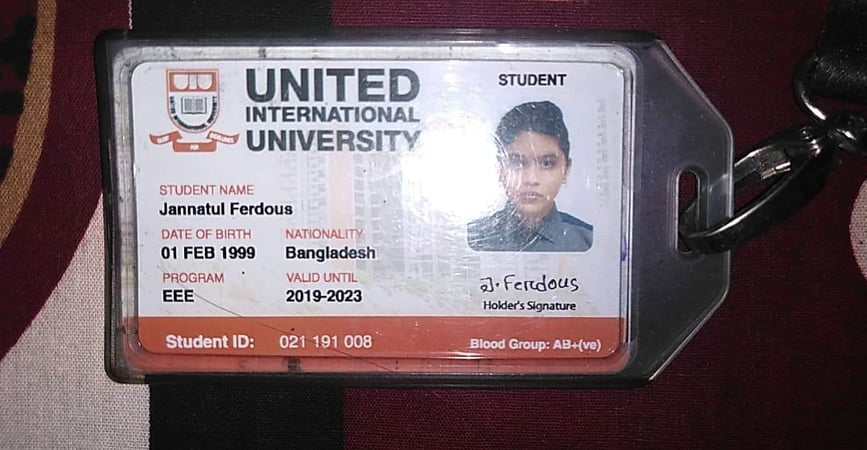 UNITED
INTERNATIONAL
UNIVERSITY
STUDENT
STUDENT NAME
Jannatul Ferdous
DATE OF BIRTH NATIONALITY
01 FEB 1999 Bangladesh
PROGRAM VALID UNTIL
EEE 2019-2023
J. Ferdous
Holder's Signature
Student ID: 021 191 008 Blood Group: AB+(ve)